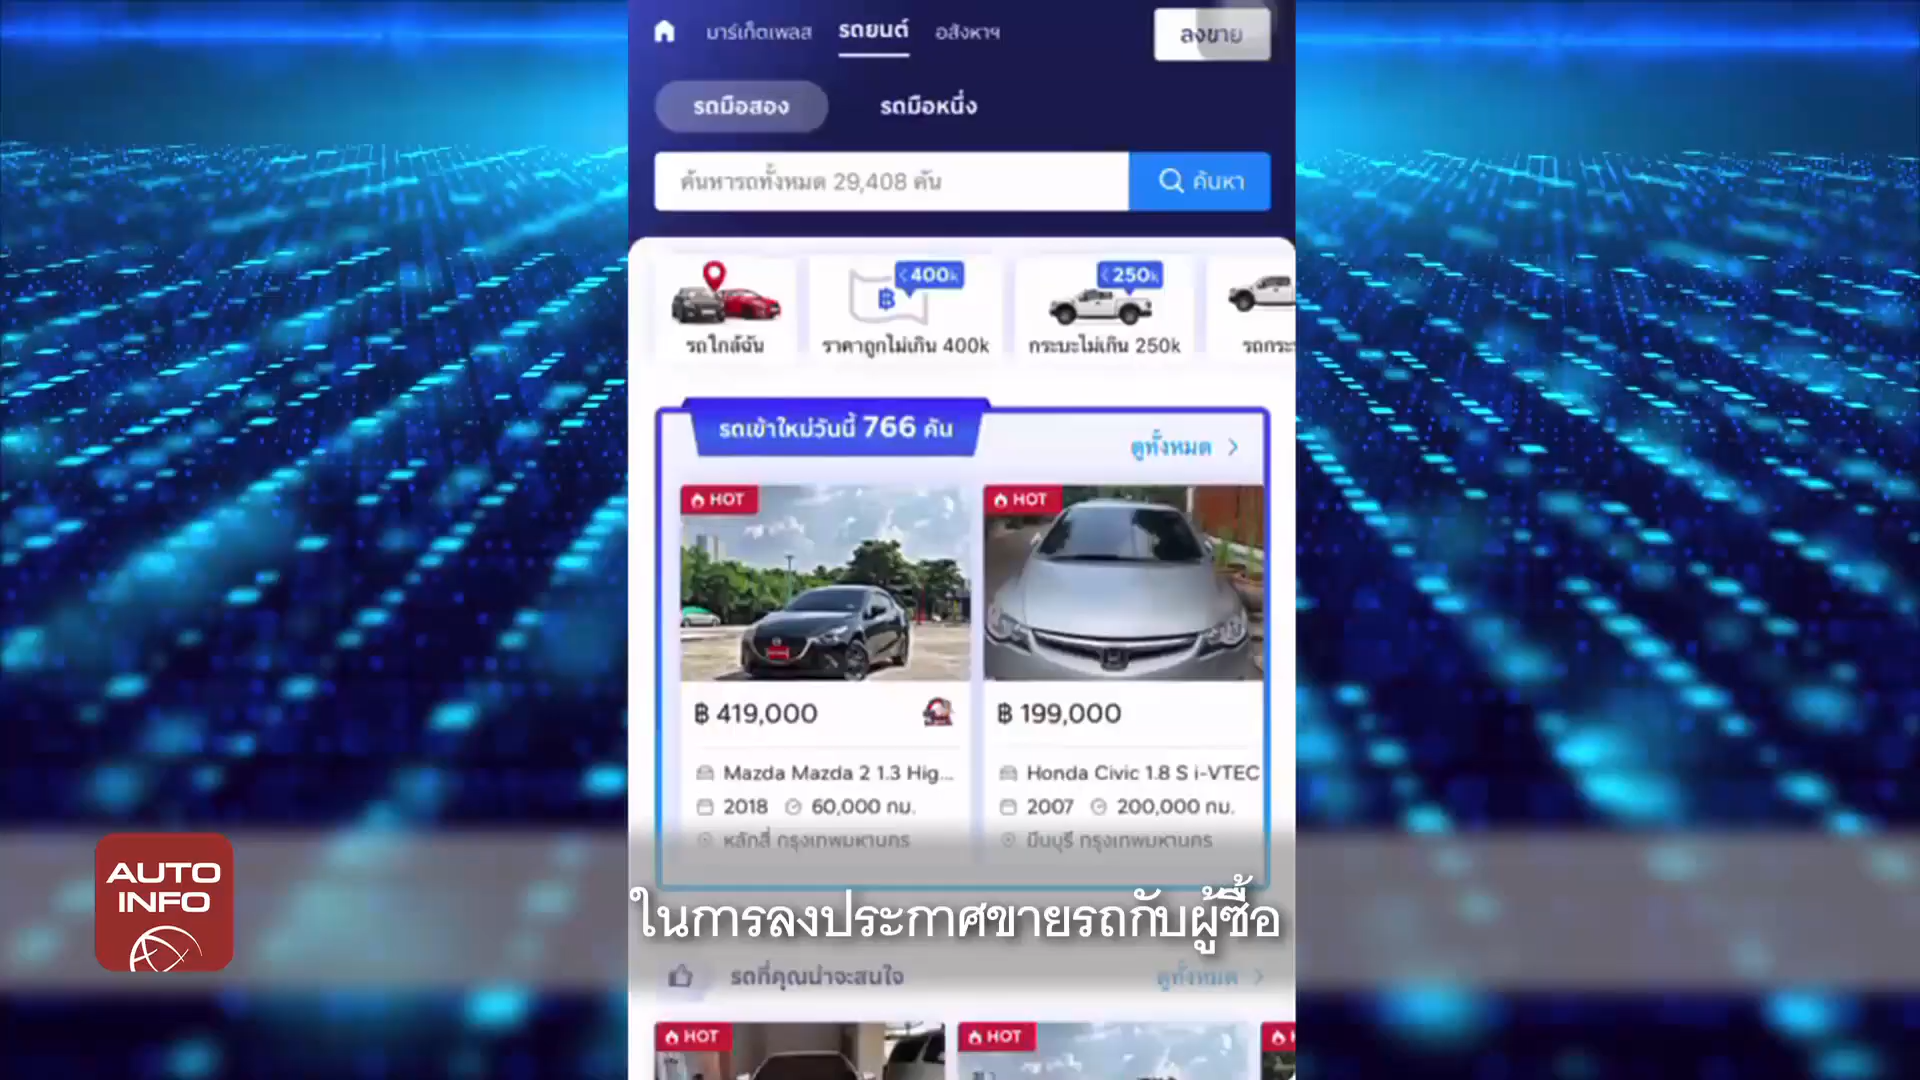 มาร์เก็ตเพลส รถยนต์ อสังหาฯ ลงขาย
รถมือสอง รถมือหนึ่ง
ค้นหารถทั้งหมด 29,408 คัน ค้นหา
<400k <250k
รถใกล้ฉัน ราคาถูกไม่เกิน 400k กระบะไม่เกิน 250k รถกระ
รถเข้าใหม่วันนี้ 766 คัน
ดูทั้งหมด
HOT HOT
฿ 419,000 ฿ 199,000
Mazda Mazda 2 1.3 Hig... Honda Civic 1.8 S i-VTEC
2018 60,000 กม. 2007 200,000 กม.
หลักสี่ กรุงเทพมหานคร มีนบุรี กรุงเทพมหานคร
AUTO
INFO
ในการลงประกาศขายรถกับผู้ซื้อ
รถที่คุณน่าจะสนใจ ดูทั้งหมด
HOT HOT